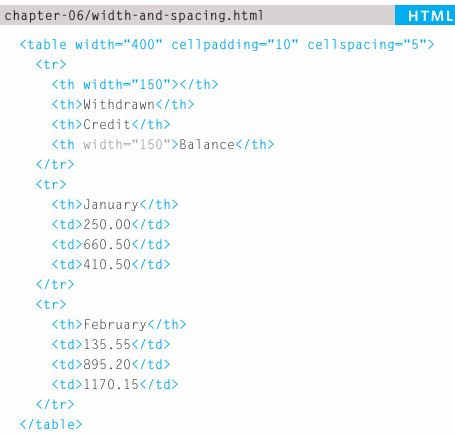 chapter-06/width-and-spacing.html HTML
<table width="400" cellpadding="10" cellspacing="5">
<tr>
<th width="150"></th>
<th>Withdrawn</th>
<th>Credit</th>
<th width="150">Balance</th>
</tr>
<tr>
<th>January</th>
<td>250.00</td>
<td>660.50</td>
<td>410.50</td>
</tr>
<tr>
<th>February</th>
<td>135.55</td>
<td>895.20</td>
<td>1170.15</td>
</tr>
</table>